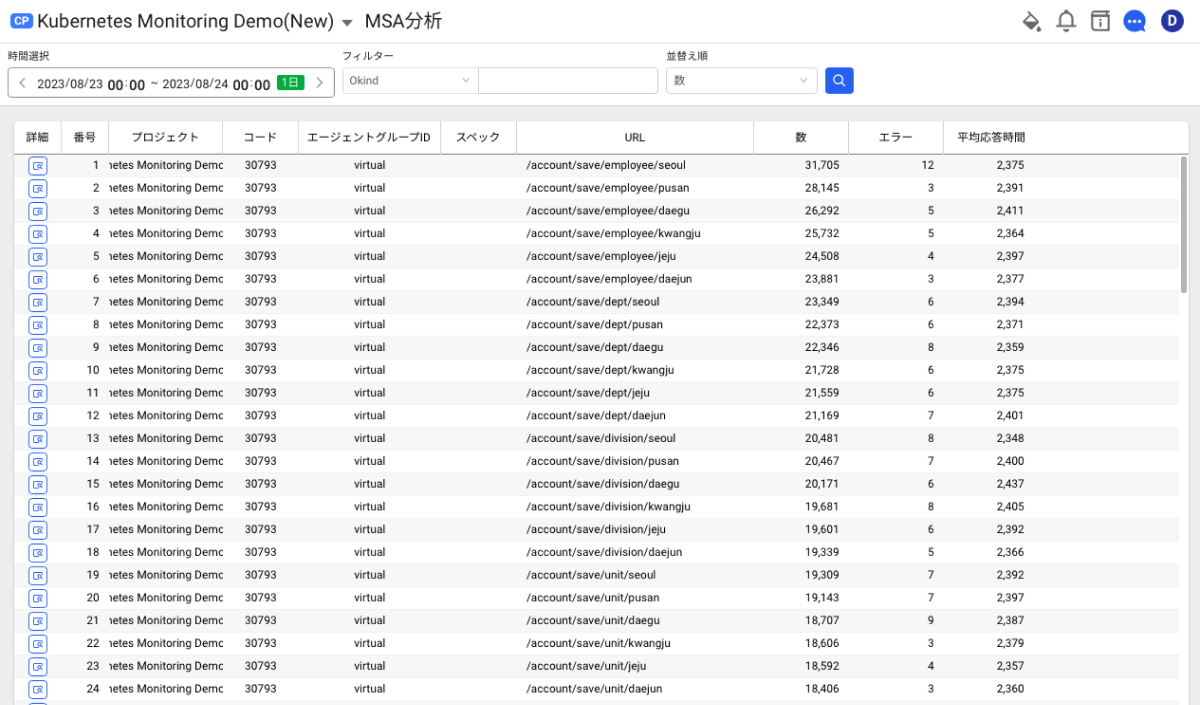 CP Kubernetes Monitoring Demo(New) MSA分析 D
時間選択 フィルター 並替え順
2023/08/23 00:00 ~ 2023/08/24 00:00 1日 Okind 数
詳細 番号 プロジェクト コード エージェントグループID スペック URL 数 エラー 平均応答時間
1 netes Monitoring Demo 30793 virtual /account/save/employee/seoul 31,705 12 2,375
2 netes Monitoring Demo 30793 virtual /account/save/employee/pusan 28,145 3 2,391
3 netes Monitoring Demo 30793 virtual /account/save/employee/daegu 26,292 5 2,411
4 netes Monitoring Demo 30793 virtual /account/save/employee/kwangju 25,732 5 2,364
5 netes Monitoring Demo 30793 virtual /account/save/employee/jeju 24,508 4 2,397
6 netes Monitoring Demo 30793 virtual /account/save/employee/daejun 23,881 3 2,377
7 netes Monitoring Demo 30793 virtual /account/save/dept/seoul 23,349 6 2,394
8 netes Monitoring Demo 30793 virtual /account/save/dept/pusan 22,373 6 2,371
9 netes Monitoring Demo 30793 virtual /account/save/dept/daegu 22,346 8 2,359
10 netes Monitoring Demo 30793 virtual /account/save/dept/kwangju 21,728 6 2,375
11 netes Monitoring Demo 30793 virtual /account/save/dept/jeju 21,559 6 2,375
12 netes Monitoring Demo 30793 virtual /account/save/dept/daejun 21,169 7 2,401
13 netes Monitoring Demo 30793 virtual /account/save/division/seoul 20,481 8 2,348
14 netes Monitoring Demo 30793 virtual /account/save/division/pusan 20,467 7 2,400
15 netes Monitoring Demo 30793 virtual /account/save/division/daegu 20,171 6 2,437
16 netes Monitoring Demo 30793 virtual /account/save/division/kwangju 19,681 8 2,405
17 netes Monitoring Demo 30793 virtual /account/save/division/jeju 19,601 6 2,392
18 netes Monitoring Demo 30793 virtual /account/save/division/daejun 19,339 5 2,366
19 netes Monitoring Demo 30793 virtual /account/save/unit/seoul 19,309 7 2,392
20 netes Monitoring Demo 30793 virtual /account/save/unit/pusan 19,143 7 2,397
21 netes Monitoring Demo 30793 virtual /account/save/unit/daegu 18,707 9 2,387
22 netes Monitoring Demo 30793 virtual /account/save/unit/kwangju 18,606 3 2,379
23 netes Monitoring Demo 30793 virtual /account/save/unit/jeju 18,592 4 2,357
24 netes Monitoring Demo 30793 virtual /account/save/unit/daejun 18,406 3 2,360